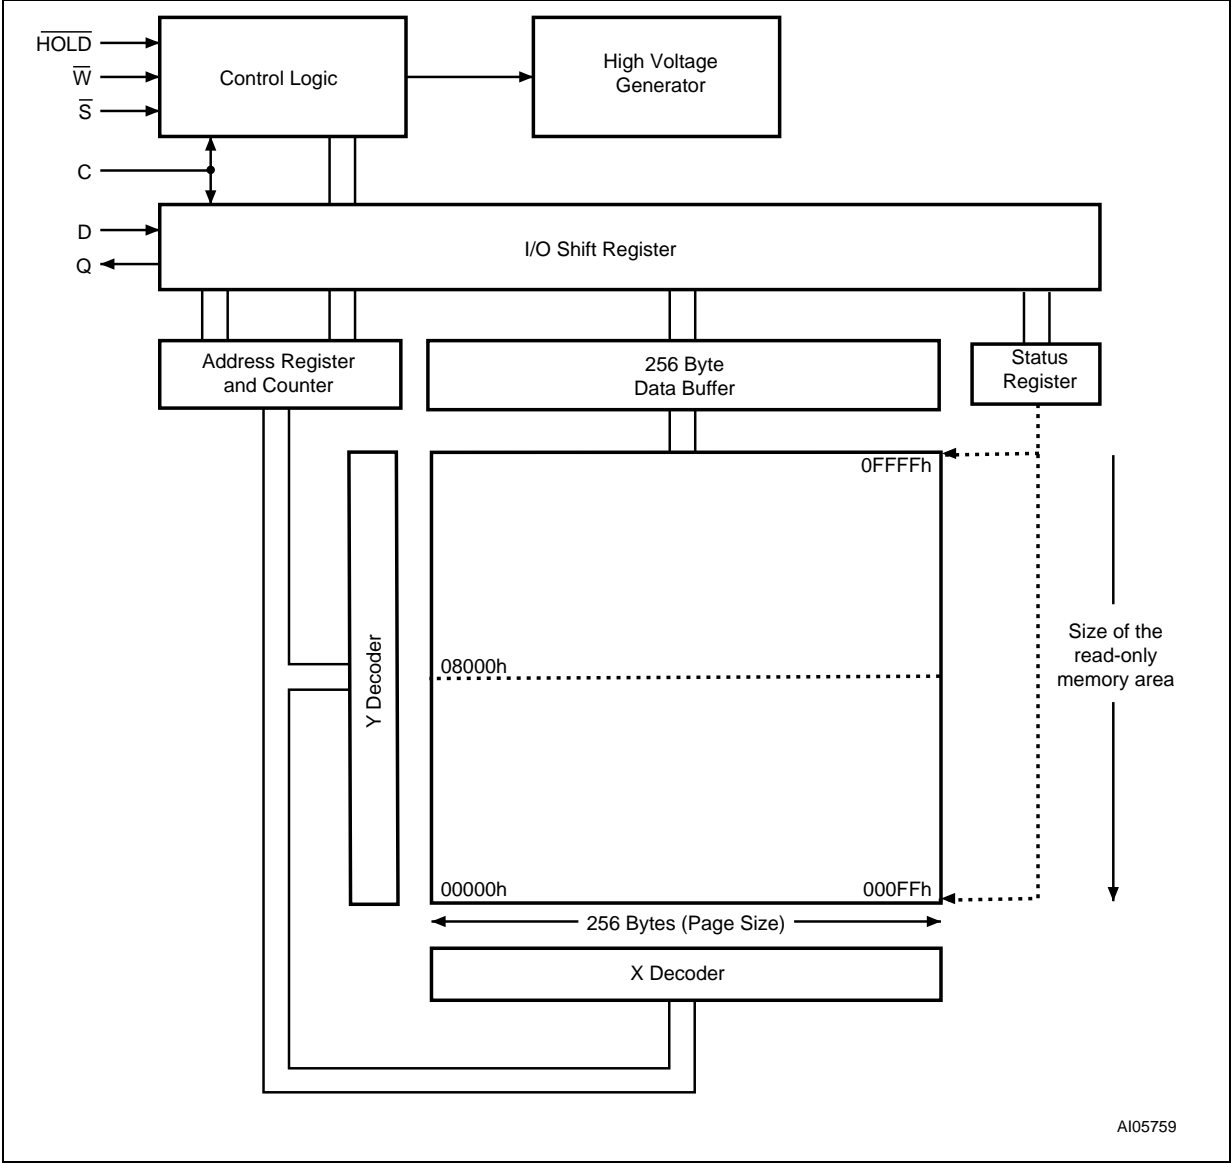 HOLD
W
S
C
D
Q
Control Logic
High Voltage
Generator
I/O Shift Register
Address Register
and Counter
256 Byte
Data Buffer
Status
Register
0FFFFh
Y Decoder
08000h
Size of the
read-only
memory area
00000h
000FFh
256 Bytes (Page Size)
X Decoder
AI05759